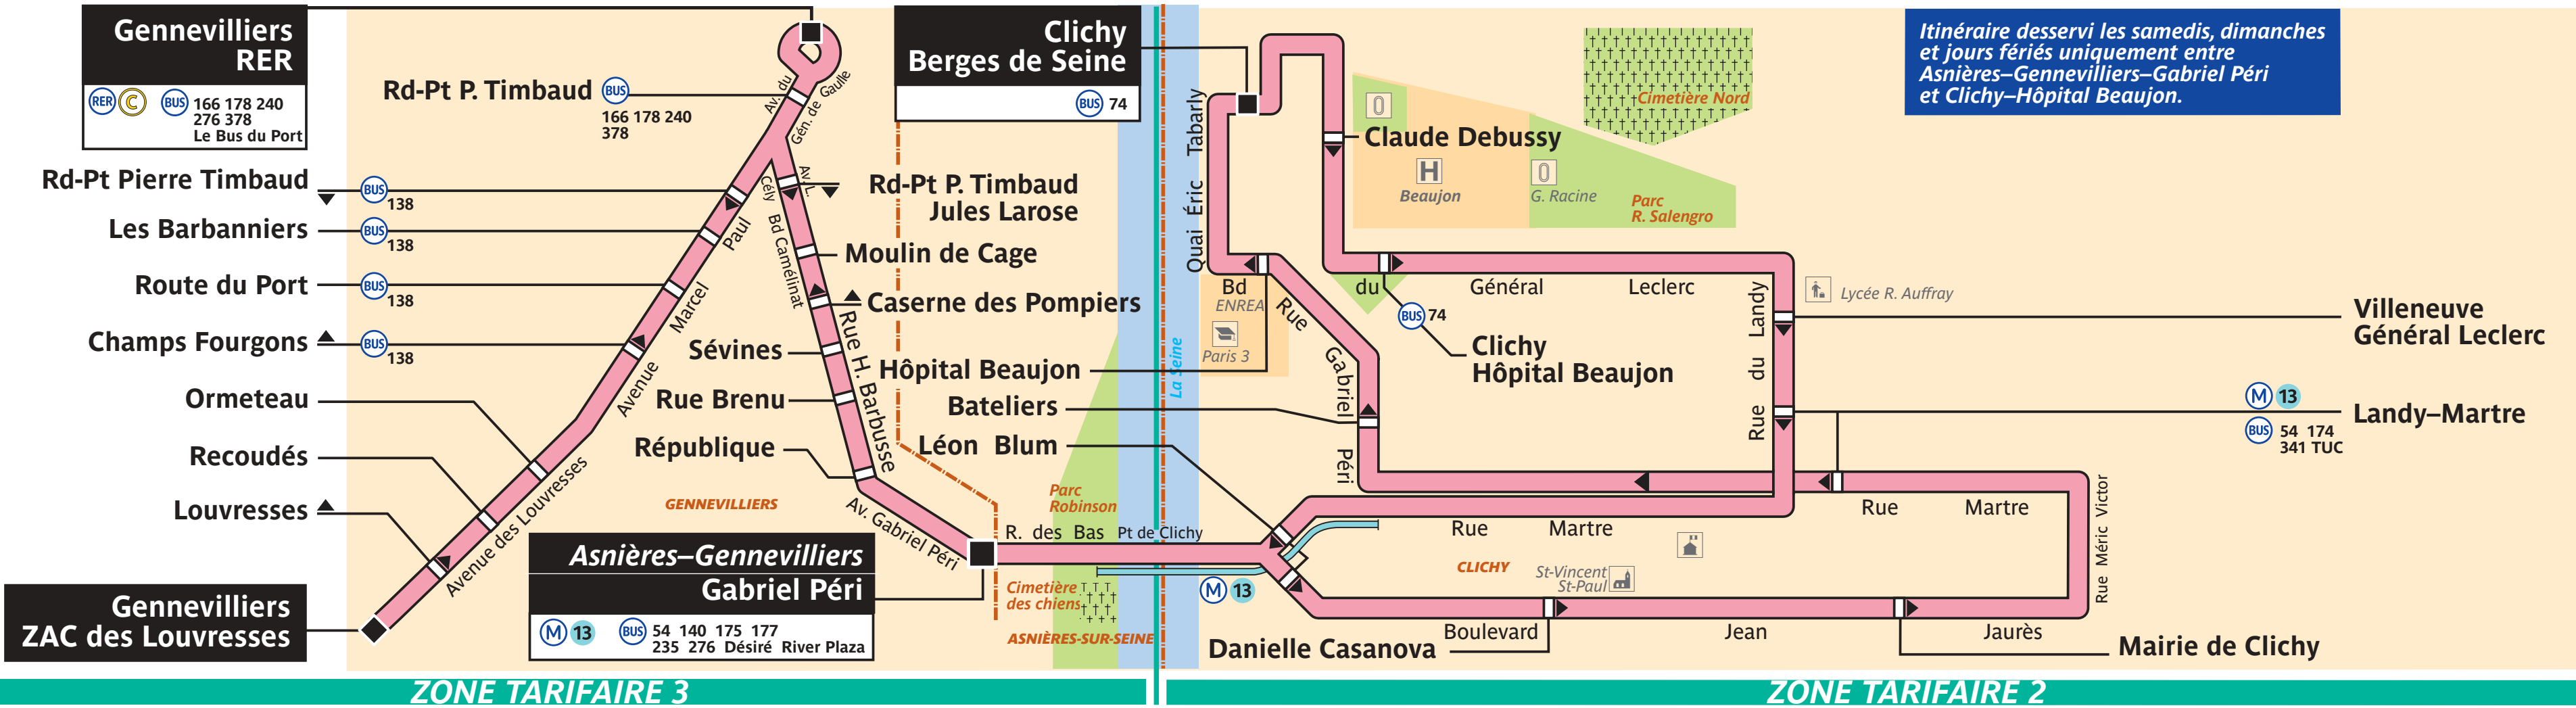 Gennevilliers
RER
RER C BUS 166 178 240
276 378
Le Bus du Port
Rd-Pt P. Timbaud BUS
166 178 240
378
Av. du
Gén. de Gaulle
Rd-Pt Pierre Timbaud BUS
138
Les Barbanniers BUS
138
Route du Port BUS
138
Champs Fourgons BUS
138
Ormeteau
Recoudés
Louvresses
Gennevilliers
ZAC des Louvresses
Avenue Marcel Paul
Avenue des Louvresses
Av. L.
Cély
Bd Camélinat
Rue H. Barbusse
Av. Gabriel Péri
Rd-Pt P. Timbaud
Jules Larose
Moulin de Cage
Caserne des Pompiers
Sévines
Rue Brenu
République
GENNEVILLIERS
Asnières–Gennevilliers
Gabriel Péri
M 13 BUS 54 140 175 177
235 276 Désiré River Plaza
Clichy
Berges de Seine
BUS 74
La Seine
Parc
Robinson
R. des Bas
Pt de Clichy
Cimetière
des chiens
ASNIÈRES-SUR-SEINE
M 13
Hôpital Beaujon
Bateliers
Léon Blum
Quai Éric Tabarly
Bd
du
Général
Leclerc
ENREA
Paris 3
Rue
Gabriel
Péri
Claude Debussy
H
Beaujon
G. Racine
Parc
R. Salengro
Cimetière Nord
BUS 74
Clichy
Hôpital Beaujon
Itinéraire desservi les samedis, dimanches
et jours fériés uniquement entre
Asnières–Gennevilliers–Gabriel Péri
et Clichy–Hôpital Beaujon.
Lycée R. Auffray
Rue du Landy
Villeneuve
Général Leclerc
M 13
BUS 54 174
341 TUC
Landy–Martre
Rue Martre
Rue Martre
Rue Méric Victor
CLICHY
St-Vincent
St-Paul
Boulevard
Jean
Jaurès
Danielle Casanova
Mairie de Clichy
ZONE TARIFAIRE 3
ZONE TARIFAIRE 2